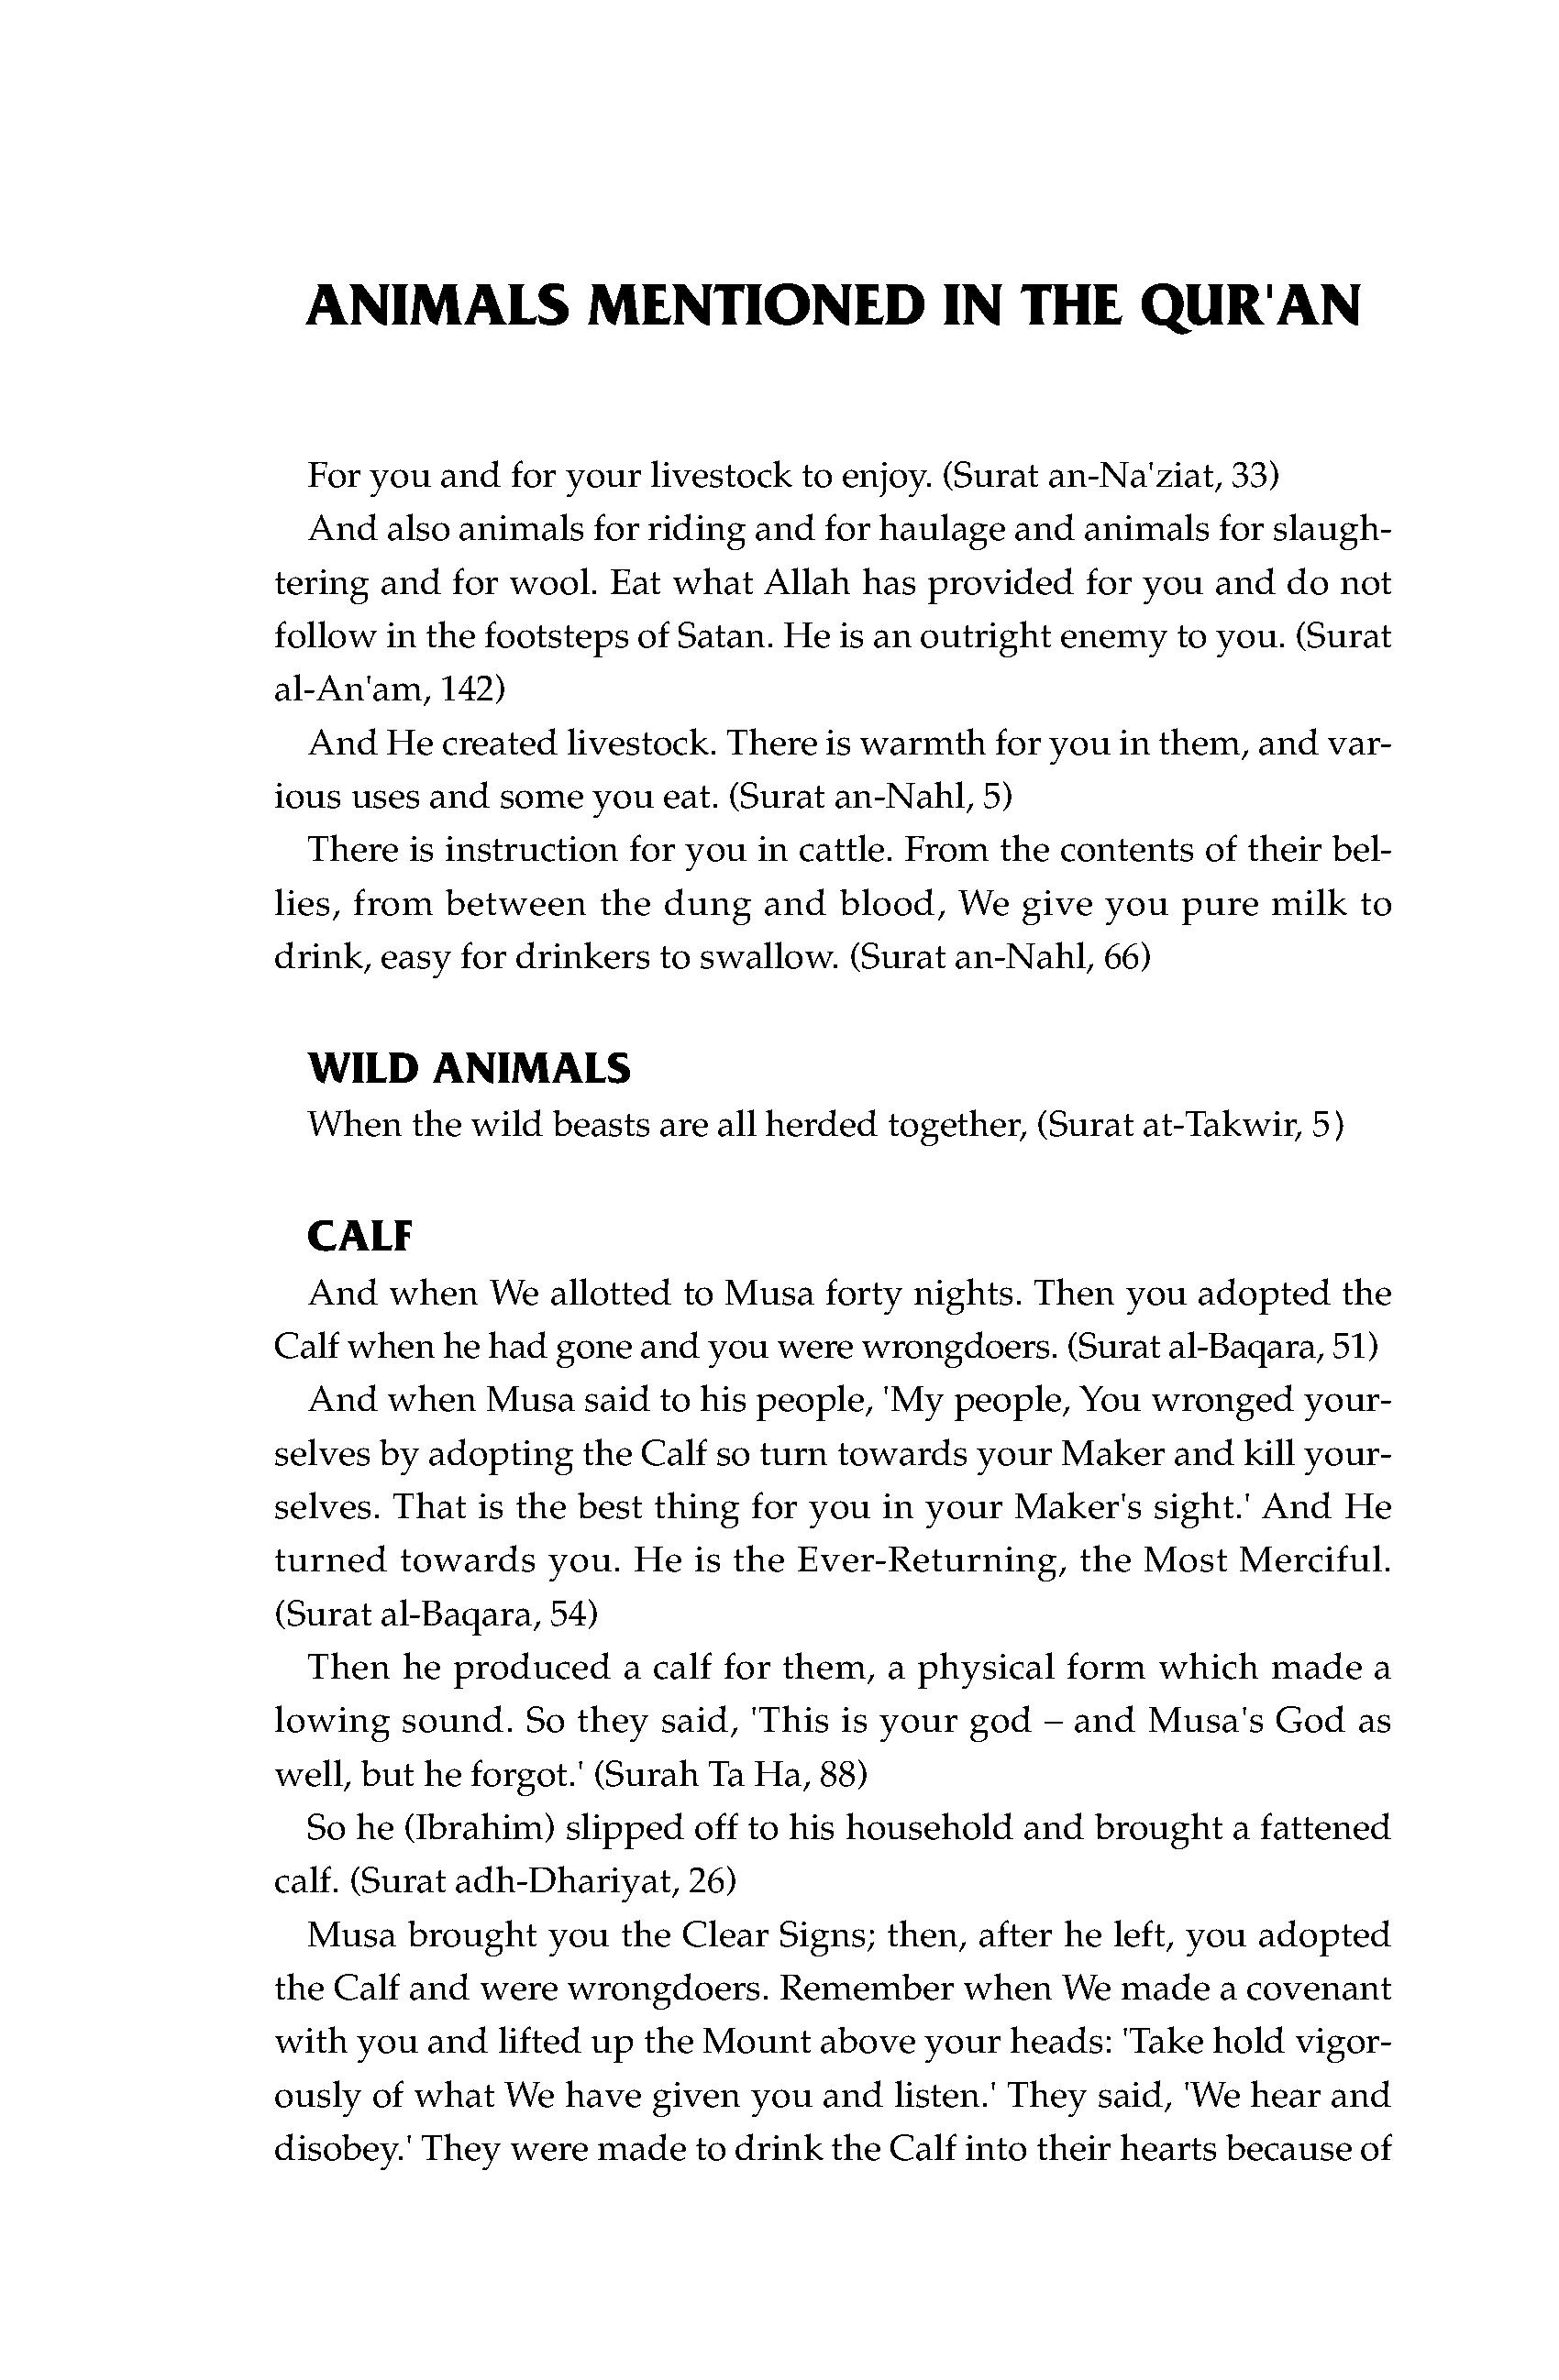 ANIMALS MENTIONED IN THE QUR'AN
For you and for your livestock to enjoy. (Surat an-Na'ziat, 33)
And also animals for riding and for haulage and animals for slaugh-
tering and for wool. Eat what Allah has provided for you and do not
follow in the footsteps of Satan. He is an outright enemy to you. (Surat
al-An'am, 142)
And He created livestock. There is warmth for you in them, and var-
ious uses and some you eat. (Surat an-Nahl, 5)
There is instruction for you in cattle. From the contents of their bel-
lies, from between the dung and blood, We give you pure milk to
drink, easy for drinkers to swallow. (Surat an-Nahl, 66)
WILD ANIMALS
When the wild beasts are all herded together, (Surat at-Takwir, 5)
CALF
And when We allotted to Musa forty nights. Then you adopted the
Calf when he had gone and you were wrongdoers. (Surat al-Baqara, 51)
And when Musa said to his people, 'My people, You wronged your-
selves by adopting the Calf so turn towards your Maker and kill your-
selves. That is the best thing for you in your Maker's sight.' And He
turned towards you. He is the Ever-Returning, the Most Merciful.
(Surat al-Baqara, 54)
Then he produced a calf for them, a physical form which made a
lowing sound. So they said, 'This is your god – and Musa's God as
well, but he forgot.' (Surah Ta Ha, 88)
So he (Ibrahim) slipped off to his household and brought a fattened
calf. (Surat adh-Dhariyat, 26)
Musa brought you the Clear Signs; then, after he left, you adopted
the Calf and were wrongdoers. Remember when We made a covenant
with you and lifted up the Mount above your heads: 'Take hold vigor-
ously of what We have given you and listen.' They said, 'We hear and
disobey.' They were made to drink the Calf into their hearts because of